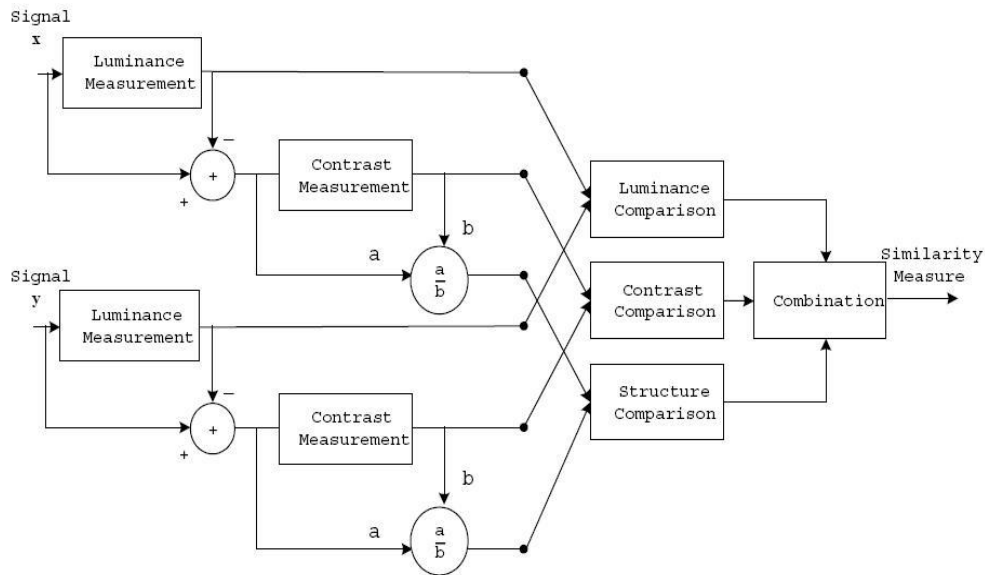 Signal
x
Luminance
Measurement
−
+
+
Contrast
Measurement
b
a
a
b
Signal
y
Luminance
Measurement
−
+
+
Contrast
Measurement
b
a
a
b
Luminance
Comparison
Contrast
Comparison
Structure
Comparison
Combination
Similarity
Measure